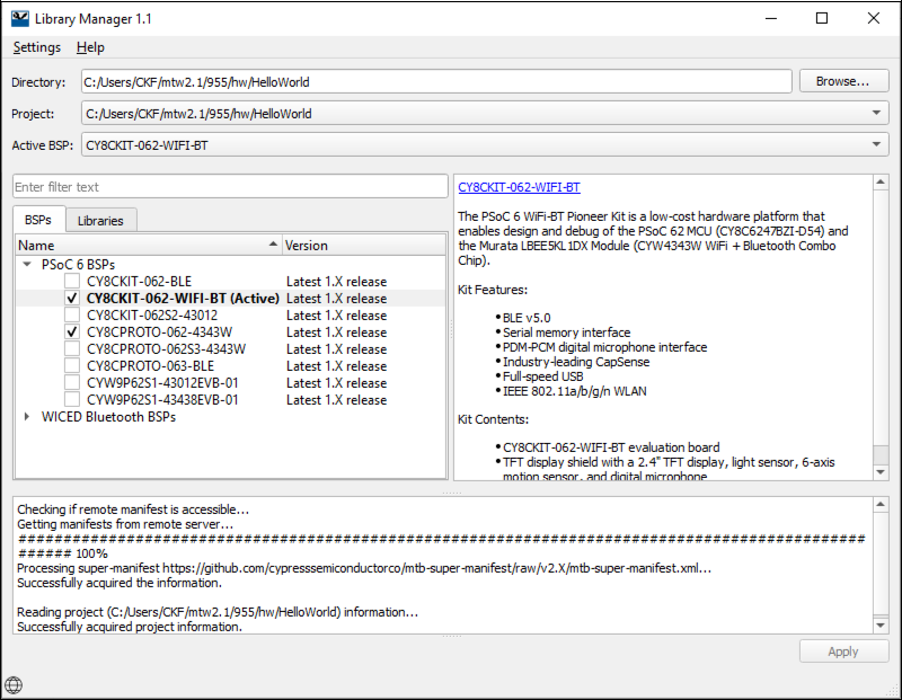 Library Manager 1.1
Settings Help
Directory: C:/Users/CKF/mtw2.1/955/hw/HelloWorld Browse...
Project: C:/Users/CKF/mtw2.1/955/hw/HelloWorld
Active BSP: CY8CKIT-062-WIFI-BT
Enter filter text
BSPs Libraries
Name Version
PSoC 6 BSPs
CY8CKIT-062-BLE Latest 1.X release
CY8CKIT-062-WIFI-BT (Active) Latest 1.X release
CY8CKIT-062S2-43012 Latest 1.X release
CY8CPROTO-062-4343W Latest 1.X release
CY8CPROTO-062S3-4343W Latest 1.X release
CY8CPROTO-063-BLE Latest 1.X release
CYW9P62S1-43012EVB-01 Latest 1.X release
CYW9P62S1-43438EVB-01 Latest 1.X release
WICED Bluetooth BSPs
CY8CKIT-062-WIFI-BT
The PSoC 6 WiFi-BT Pioneer Kit is a low-cost hardware platform that
enables design and debug of the PSoC 62 MCU (CY8C6247BZI-D54) and
the Murata LBEE5KL1DX Module (CYW4343W WiFi + Bluetooth Combo
Chip).
Kit Features:
•BLE v5.0
•Serial memory interface
•PDM-PCM digital microphone interface
•Industry-leading CapSense
•Full-speed USB
•IEEE 802.11a/b/g/n WLAN
Kit Contents:
•CY8CKIT-062-WIFI-BT evaluation board
•TFT display shield with a 2.4" TFT display, light sensor, 6-axis
motion sensor, and digital microphone
Checking if remote manifest is accessible...
Getting manifests from remote server...
##################################################################################################
###### 100%
Processing super-manifest https://github.com/cypresssemiconductorco/mtb-super-manifest/raw/v2.X/mtb-super-manifest.xml...
Successfully acquired the information.
Reading project (C:/Users/CKF/mtw2.1/955/hw/HelloWorld) information...
Successfully acquired project information.
Apply